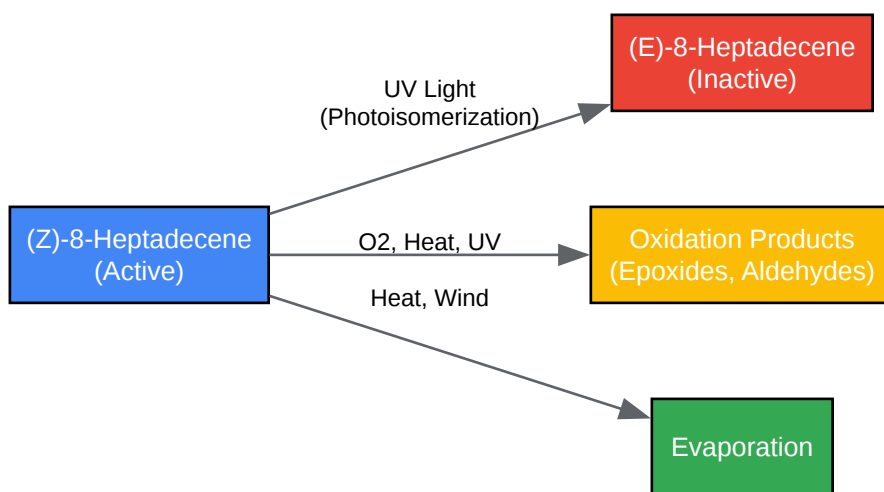 (E)-8-Heptadecene
(Inactive)
UV Light
(Photoisomerization)
(Z)-8-Heptadecene
(Active)
O2, Heat, UV
Oxidation Products
(Epoxides, Aldehydes)
Heat, Wind
Evaporation